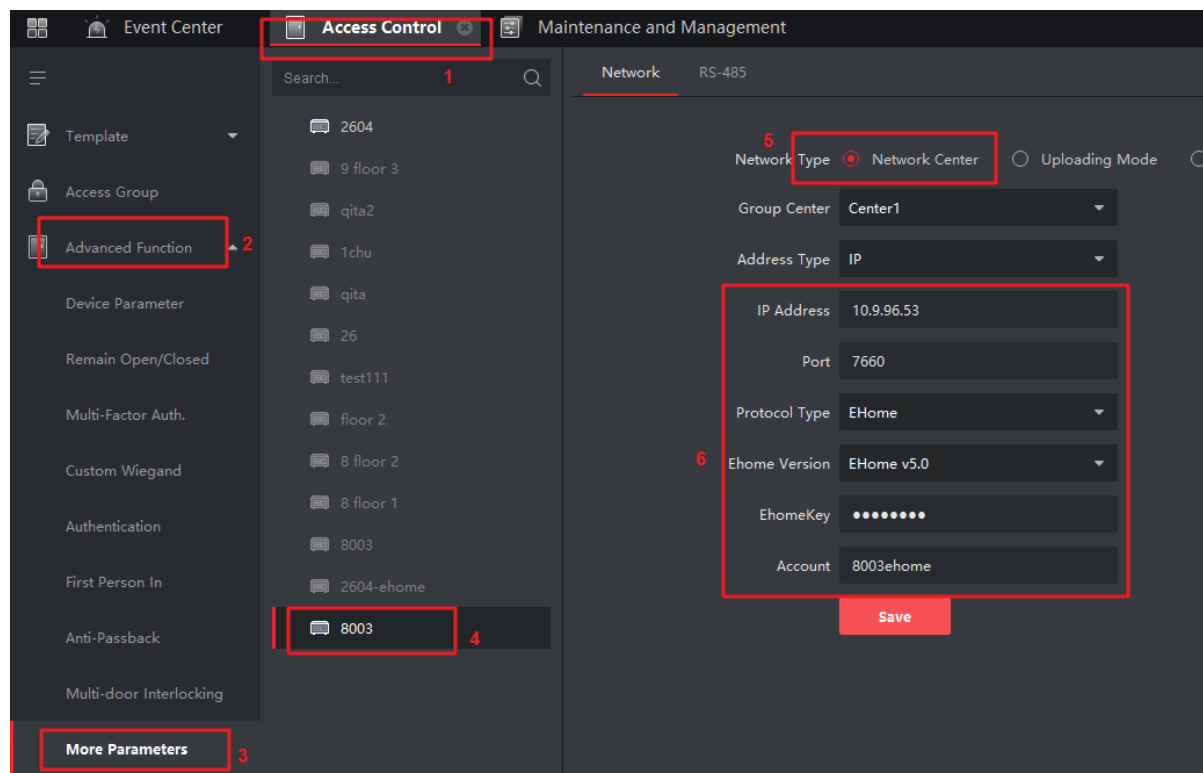 Event Center
Access Control
Maintenance and Management
Search...
1
Network
RS-485
Template
Access Group
Advanced Function
2
Device Parameter
Remain Open/Closed
Multi-Factor Auth.
Custom Wiegand
Authentication
First Person In
Anti-Passback
Multi-door Interlocking
More Parameters
3
2604
9 floor 3
qita2
1chu
qita
26
test111
floor 2
8 floor 2
8 floor 1
8003
2604-ehome
8003
4
5
Network Type
Network Center
Uploading Mode
Group Center
Center1
Address Type
IP
IP Address
10.9.96.53
Port
7660
Protocol Type
EHome
6
Ehome Version
EHome v5.0
EhomeKey
••••••••
Account
8003ehome
Save